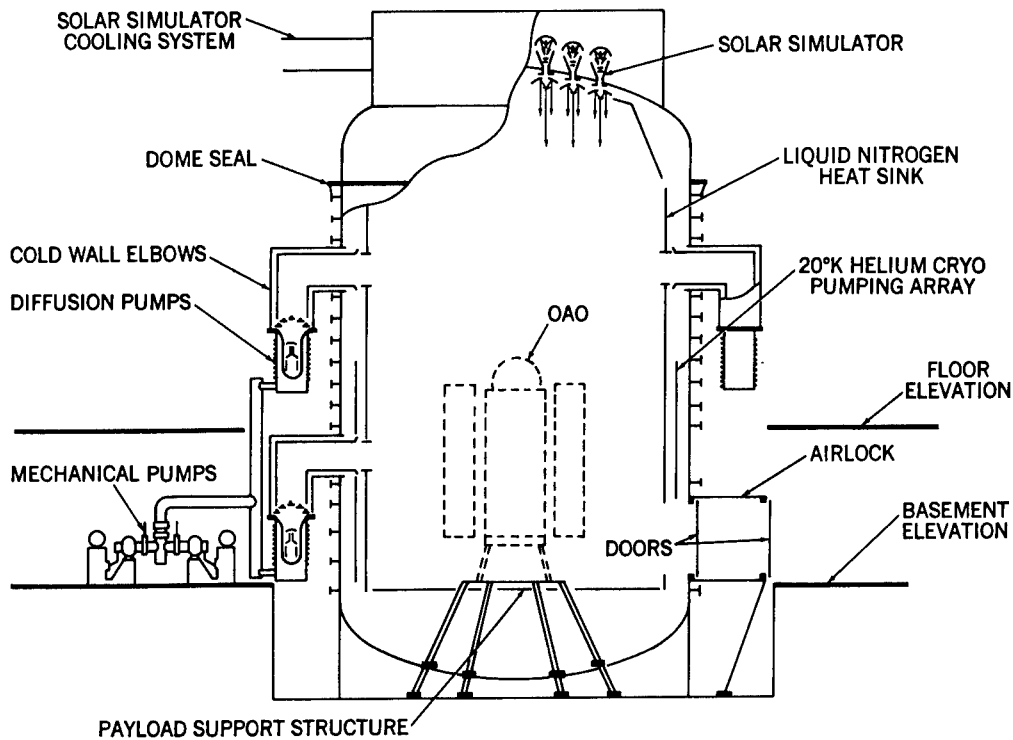 SOLAR SIMULATOR
COOLING SYSTEM
SOLAR SIMULATOR
DOME SEAL
LIQUID NITROGEN
HEAT SINK
COLD WALL ELBOWS
20°K HELIUM CRYO
PUMPING ARRAY
DIFFUSION PUMPS
OAO
FLOOR
ELEVATION
AIRLOCK
MECHANICAL PUMPS
BASEMENT
ELEVATION
DOORS
PAYLOAD SUPPORT STRUCTURE